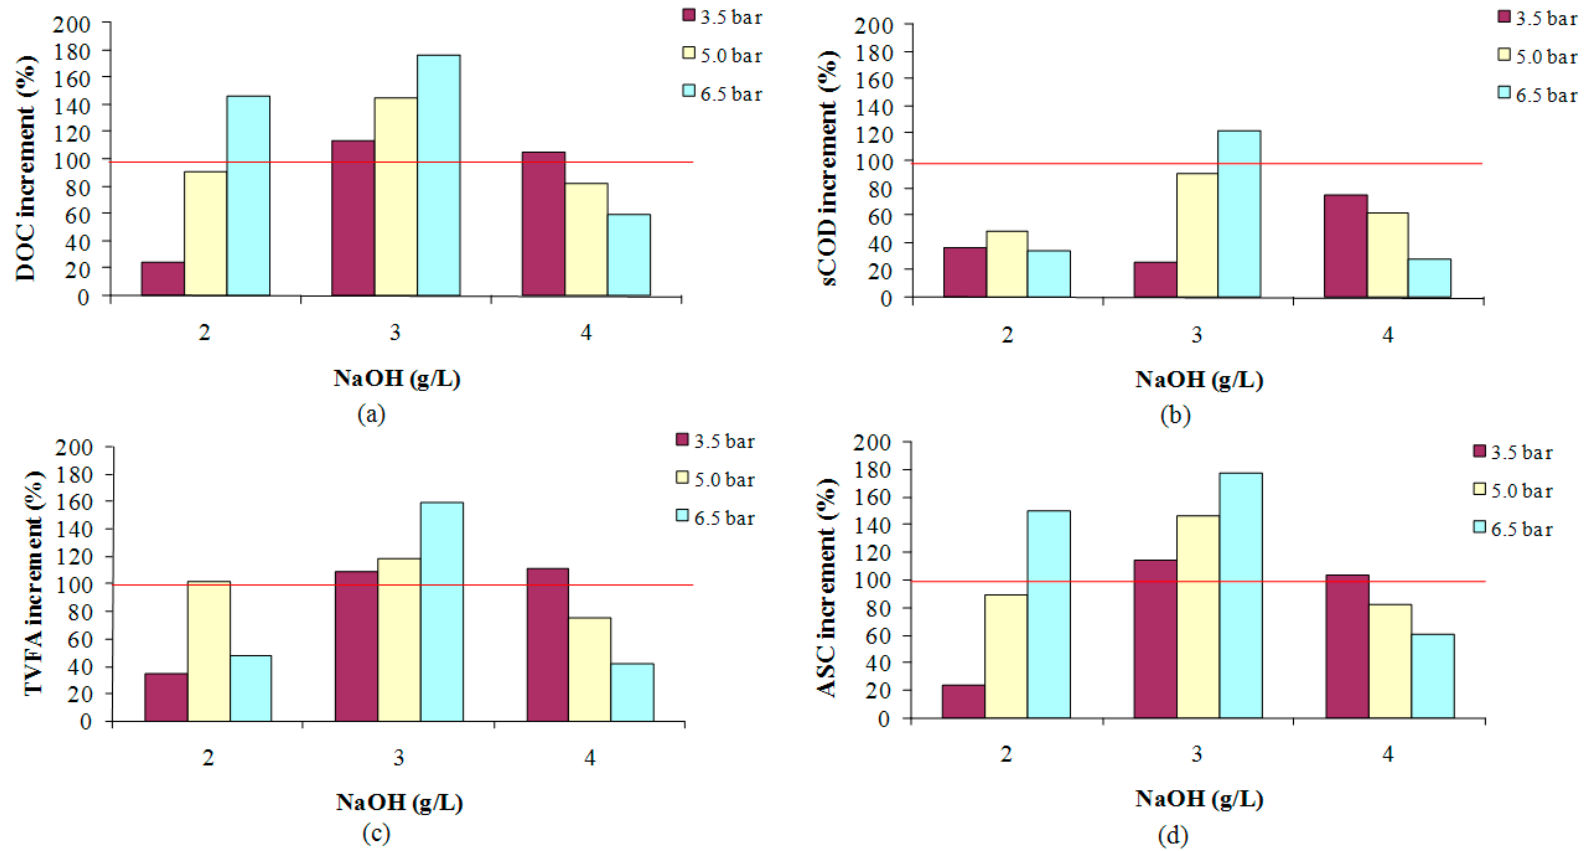 DOC increment (%)
200
180
160
140
120
100
80
60
40
20
0
2 3 4
NaOH (g/L)
3.5 bar
5.0 bar
6.5 bar
(a)
sCOD increment (%)
200
180
160
140
120
100
80
60
40
20
0
2 3 4
NaOH (g/L)
3.5 bar
5.0 bar
6.5 bar
(b)
TVFA increment (%)
200
180
160
140
120
100
80
60
40
20
0
2 3 4
NaOH (g/L)
3.5 bar
5.0 bar
6.5 bar
(c)
ASC increment (%)
200
180
160
140
120
100
80
60
40
20
0
2 3 4
NaOH (g/L)
3.5 bar
5.0 bar
6.5 bar
(d)